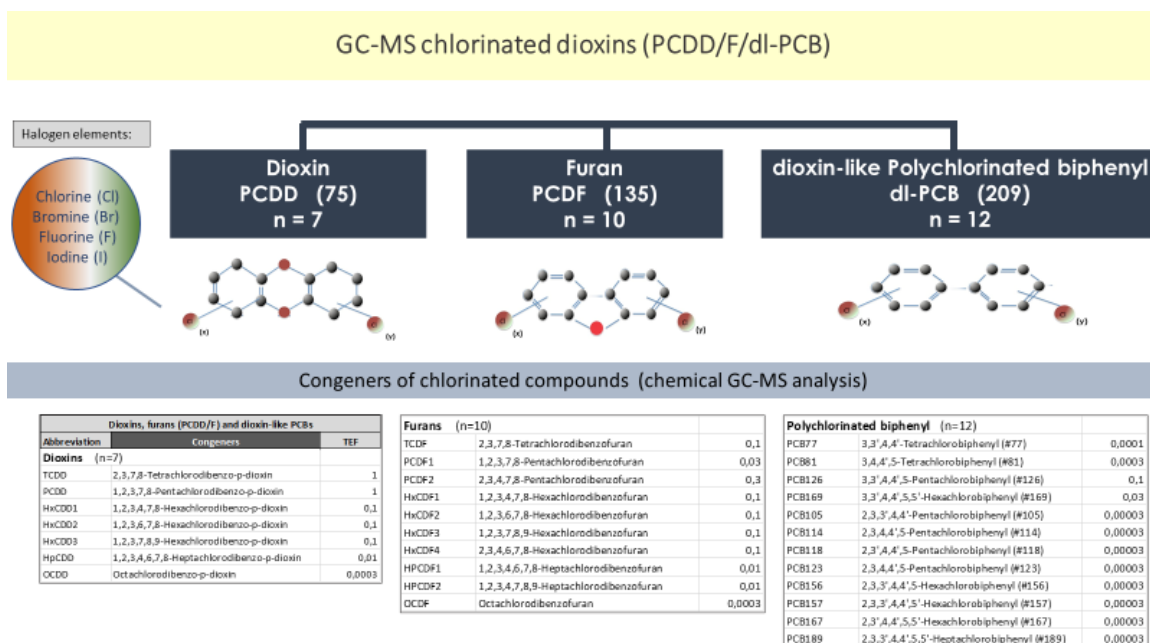 GC-MS chlorinated dioxins (PCDD/F/dl-PCB)
Halogen elements:
Chlorine (Cl)
Bromine (Br)
Fluorine (F)
Iodine (I)
Dioxin
PCDD (75)
n = 7
Furan
PCDF (135)
n = 10
dioxin-like Polychlorinated biphenyl
dl-PCB (209)
n = 12
(x)
(y)
(x)
(y)
(x)
(y)
Congeners of chlorinated compounds (chemical GC-MS analysis)
Dioxins, furans (PCDD/F) and dioxin-like PCBs
Abbreviation Congeners TEF
Dioxins (n=7)
TCDD 2,3,7,8-Tetrachlorodibenzo-p-dioxin 1
PCDD 1,2,3,7,8-Pentachlorodibenzo-p-dioxin 1
HxCDD1 1,2,3,4,7,8-Hexachlorodibenzo-p-dioxin 0,1
HxCDD2 1,2,3,6,7,8-Hexachlorodibenzo-p-dioxin 0,1
HxCDD3 1,2,3,7,8,9-Hexachlorodibenzo-p-dioxin 0,1
HpCDD 1,2,3,4,6,7,8-Heptachlorodibenzo-p-dioxin 0,01
OCDD Octachlorodibenzo-p-dioxin 0,0003
Furans (n=10)
TCDF 2,3,7,8-Tetrachlorodibenzofuran 0,1
PCDF1 1,2,3,7,8-Pentachlorodibenzofuran 0,03
PCDF2 2,3,4,7,8-Pentachlorodibenzofuran 0,3
HxCDF1 1,2,3,4,7,8-Hexachlorodibenzofuran 0,1
HxCDF2 1,2,3,6,7,8-Hexachlorodibenzofuran 0,1
HxCDF3 1,2,3,7,8,9-Hexachlorodibenzofuran 0,1
HxCDF4 2,3,4,6,7,8-Hexachlorodibenzofuran 0,1
HPCDF1 1,2,3,4,6,7,8-Heptachlorodibenzofuran 0,01
HPCDF2 1,2,3,4,7,8,9-Heptachlorodibenzofuran 0,01
OCDF Octachlorodibenzofuran 0,0003
Polychlorinated biphenyl (n=12)
PCB77 3,3',4,4'-Tetrachlorobiphenyl (#77) 0,0001
PCB81 3,4,4',5-Tetrachlorobiphenyl (#81) 0,0003
PCB126 3,3',4,4',5-Pentachlorobiphenyl (#126) 0,1
PCB169 3,3',4,4',5,5'-Hexachlorobiphenyl (#169) 0,03
PCB105 2,3,3',4,4'-Pentachlorobiphenyl (#105) 0,00003
PCB114 2,3,4,4',5-Pentachlorobiphenyl (#114) 0,00003
PCB118 2,3',4,4',5-Pentachlorobiphenyl (#118) 0,00003
PCB123 2,3,4,4',5-Pentachlorobiphenyl (#123) 0,00003
PCB156 2,3,3',4,4',5-Hexachlorobiphenyl (#156) 0,00003
PCB157 2,3,3',4,4',5'-Hexachlorobiphenyl (#157) 0,00003
PCB167 2,3',4,4',5,5'-Hexachlorobiphenyl (#167) 0,00003
PCB189 2,3,3',4,4',5,5'-Heptachlorobiphenyl (#189) 0,00003